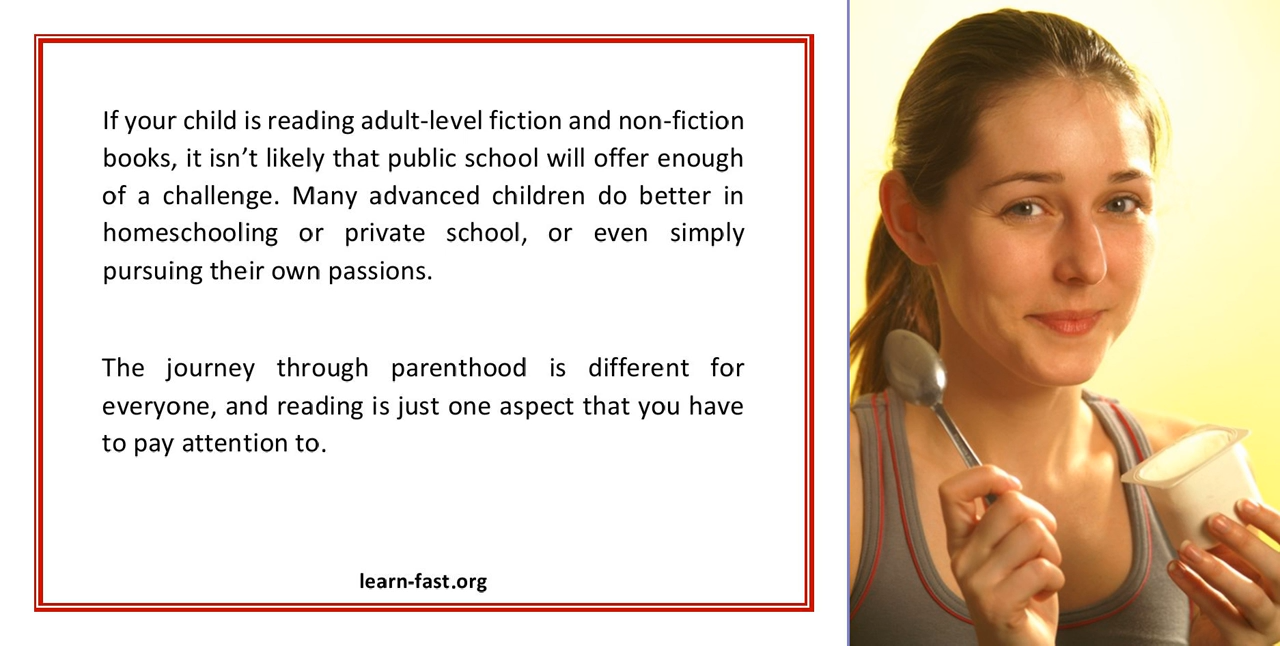 If your child is reading adult-level fiction and non-fiction
books, it isn’t likely that public school will offer enough
of a challenge. Many advanced children do better in
homeschooling or private school, or even simply
pursuing their own passions.
The journey through parenthood is different for
everyone, and reading is just one aspect that you have
to pay attention to.
learn-fast.org